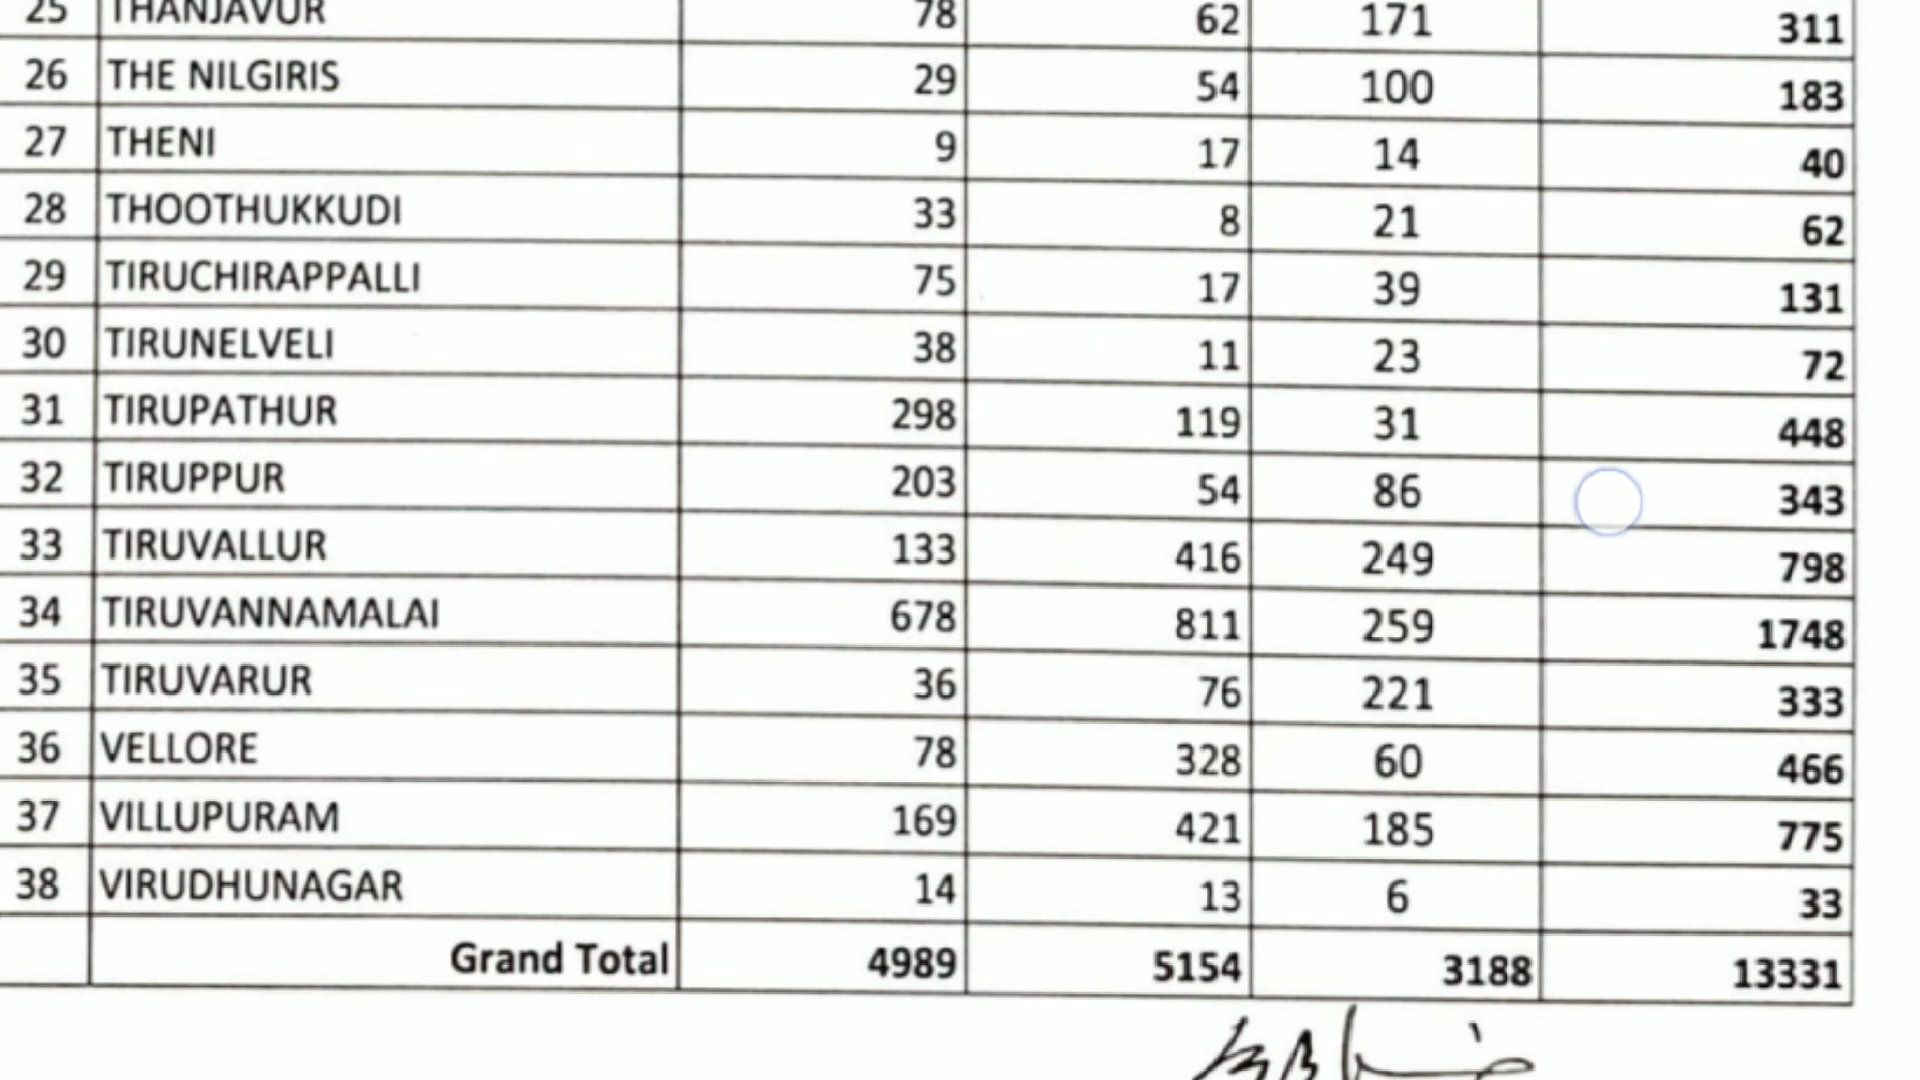 25 THANJAVUR 78 62 171 311
26 THE NILGIRIS 29 54 100 183
27 THENI 9 17 14 40
28 THOOTHUKKUDI 33 8 21 62
29 TIRUCHIRAPPALLI 75 17 39 131
30 TIRUNELVELI 38 11 23 72
31 TIRUPATHUR 298 119 31 448
32 TIRUPPUR 203 54 86 343
33 TIRUVALLUR 133 416 249 798
34 TIRUVANNAMALAI 678 811 259 1748
35 TIRUVARUR 36 76 221 333
36 VELLORE 78 328 60 466
37 VILLUPURAM 169 421 185 775
38 VIRUDHUNAGAR 14 13 6 33
Grand Total 4989 5154 3188 13331